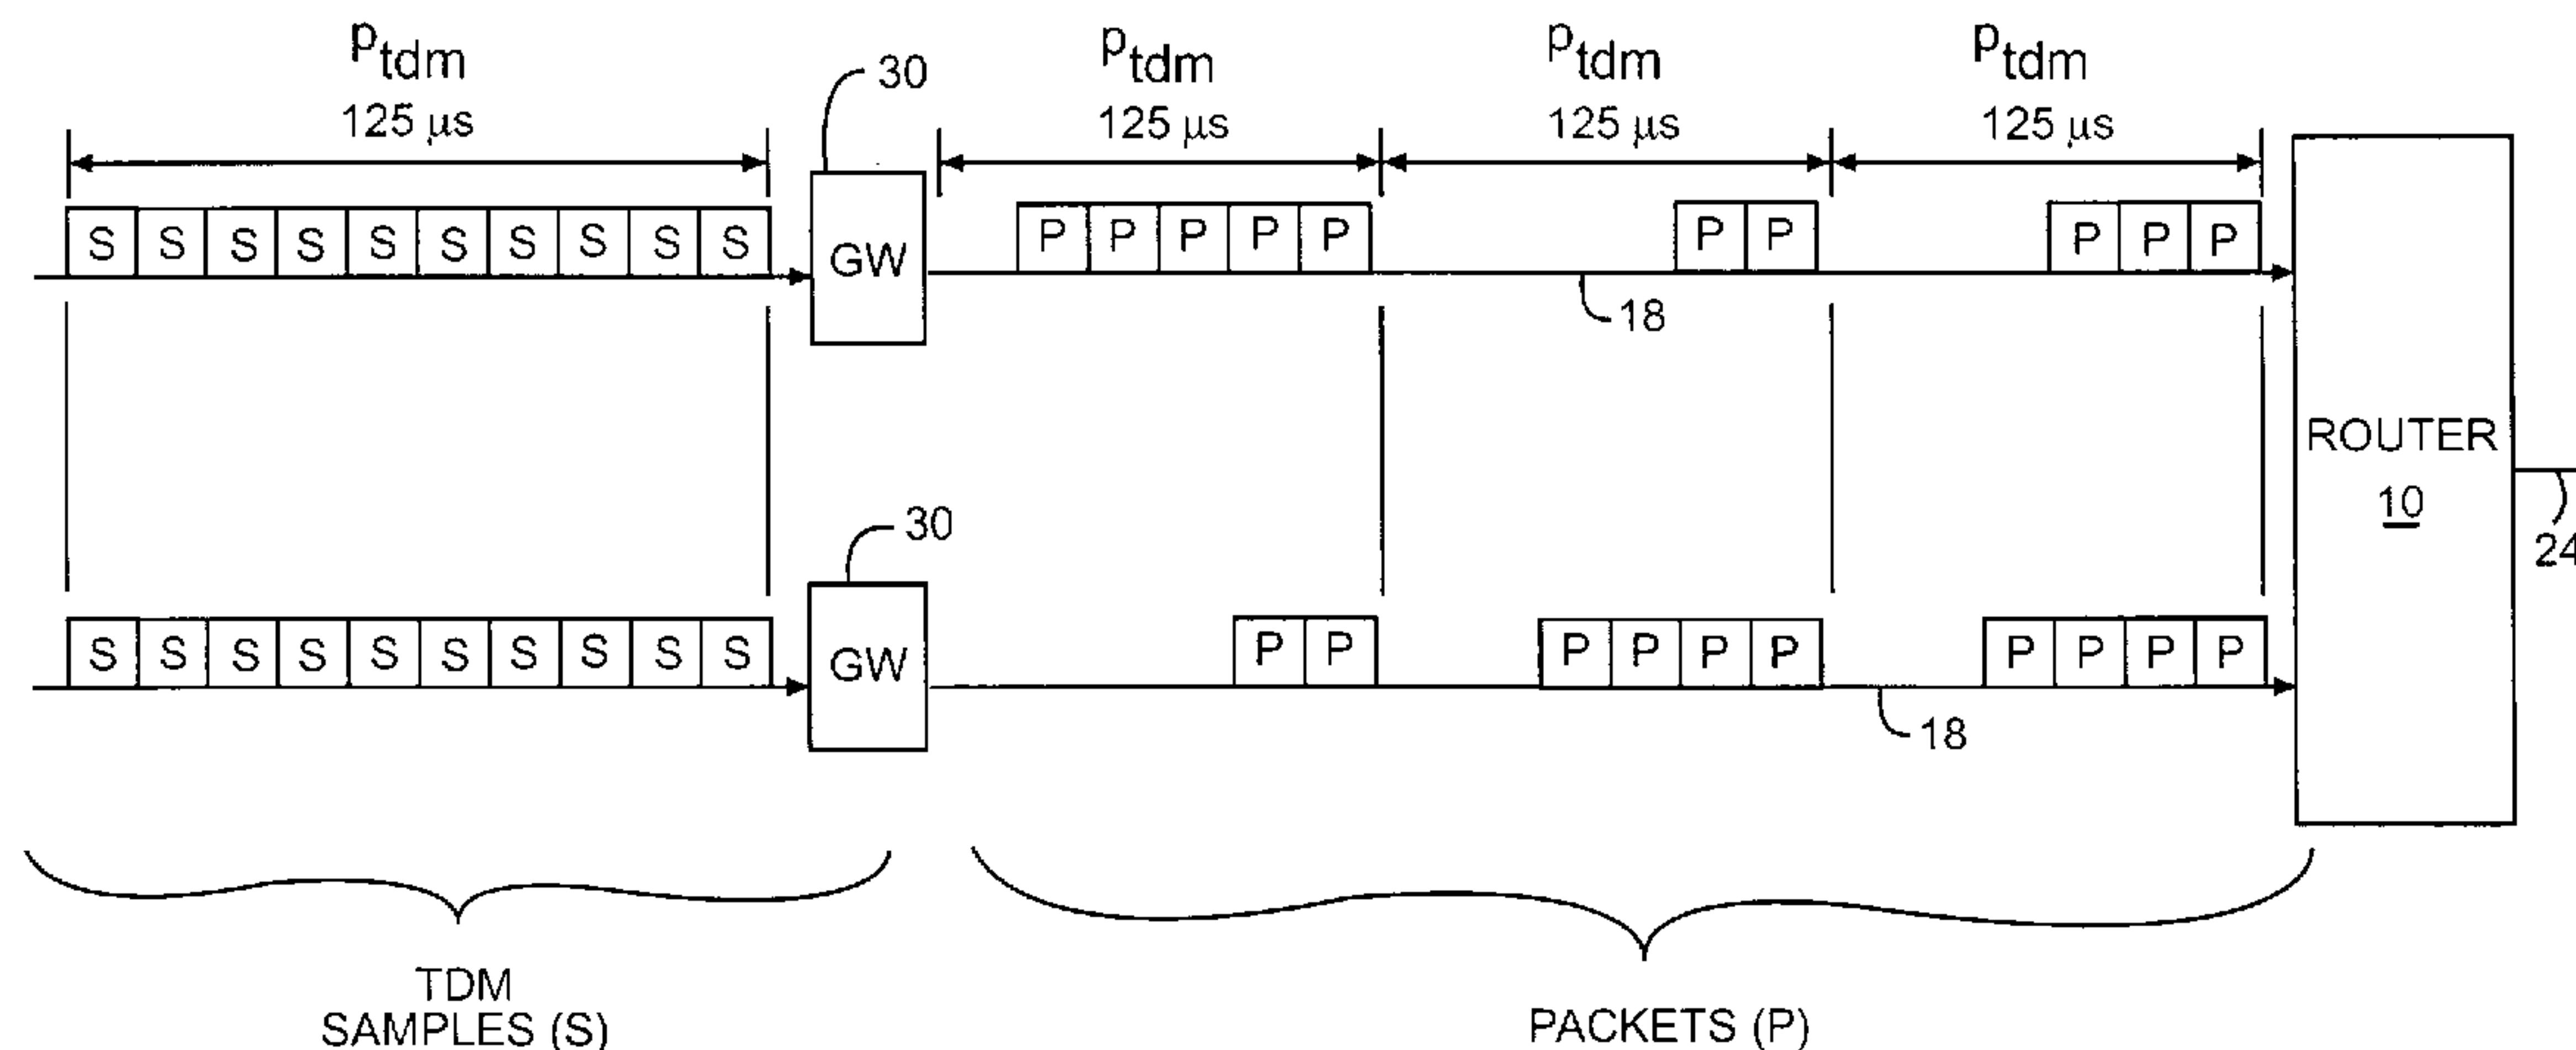 Ptdm Ptdm Ptdm Ptdm
125 μs 30 125 μs 125 μs 125 μs
S S S S S S S S S S GW P P P P P P P P P P
18
ROUTER
10
24
30
S S S S S S S S S S GW P P P P P P P P P P
18
TDM
SAMPLES (S)
PACKETS (P)